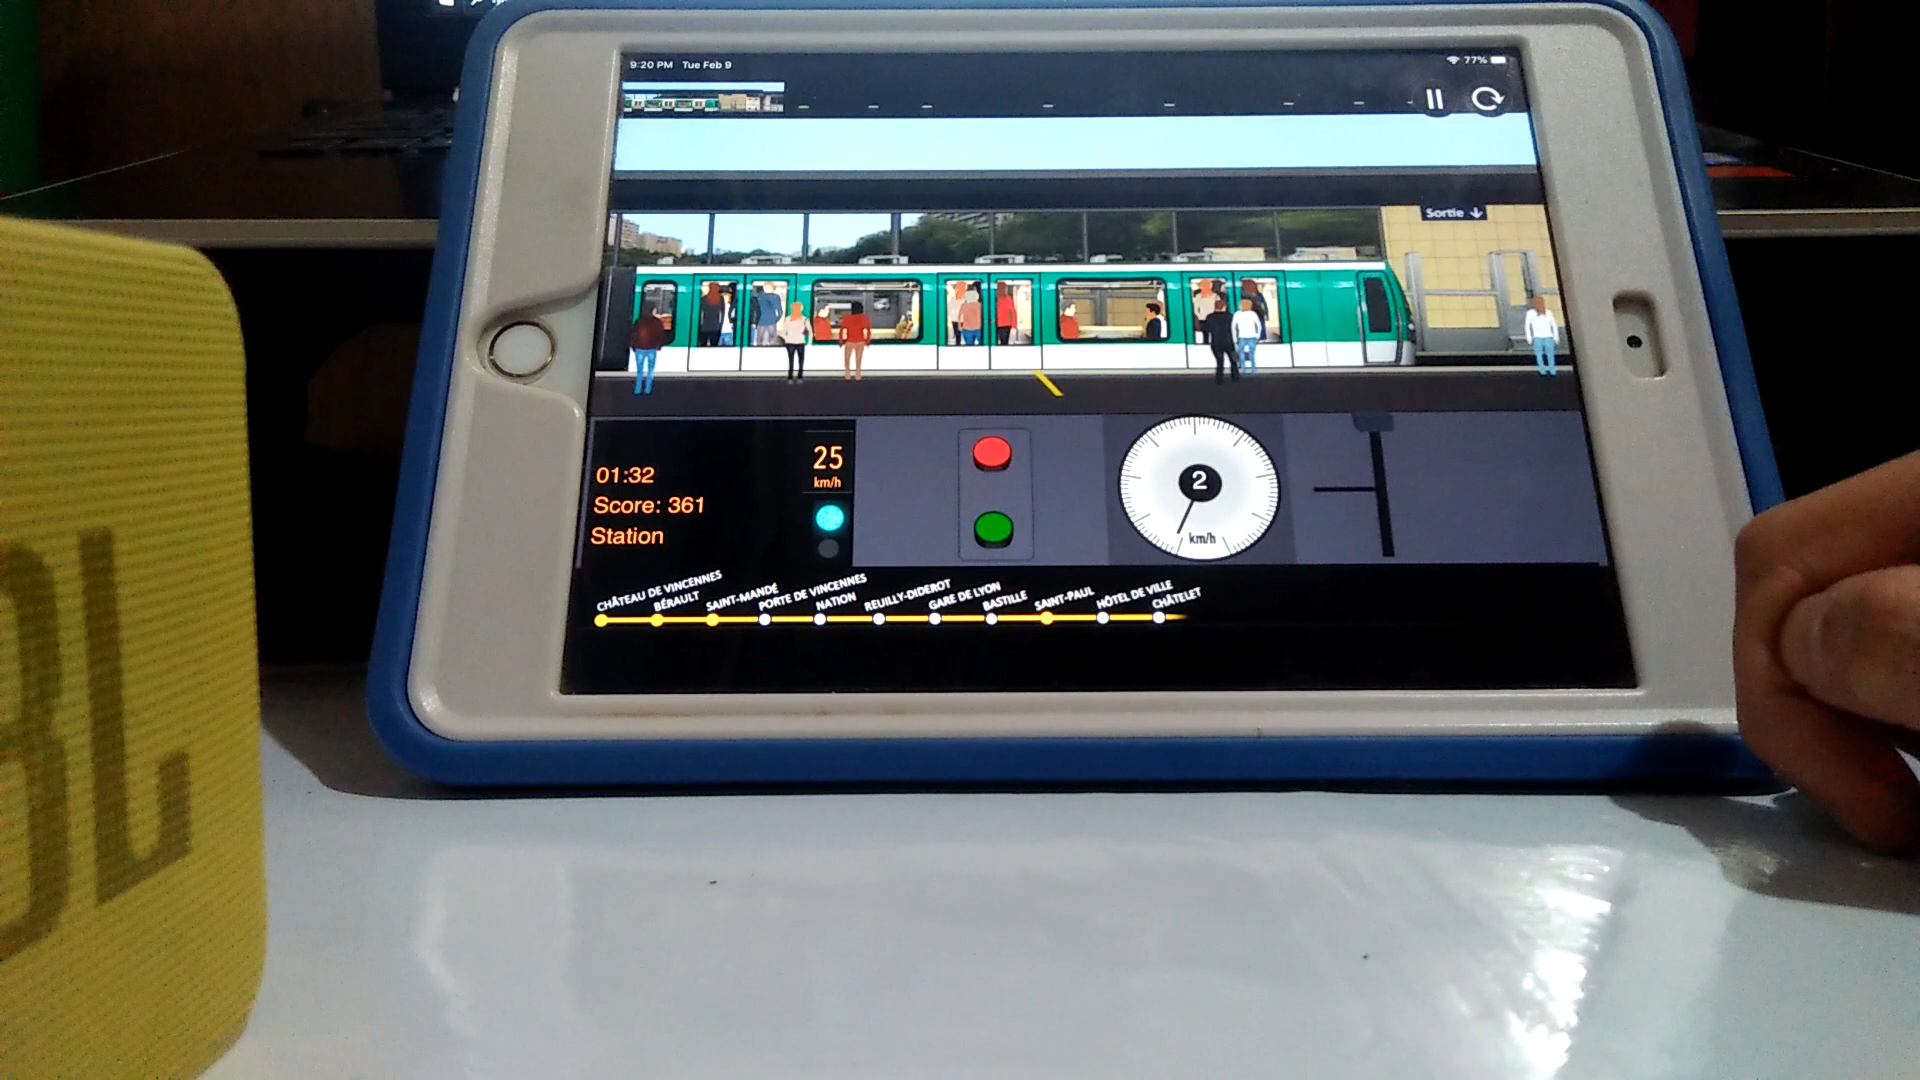 9:20 PM Tue Feb 9
77%
Sortie ↓
25
km/h
01:32
Score: 361
Station
2
km/h
CHÂTEAU DE VINCENNES
BÉRAULT
SAINT-MANDÉ
PORTE DE VINCENNES
NATION
REUILLY-DIDEROT
GARE DE LYON
BASTILLE
SAINT-PAUL
HÔTEL DE VILLE
CHÂTELET
BL